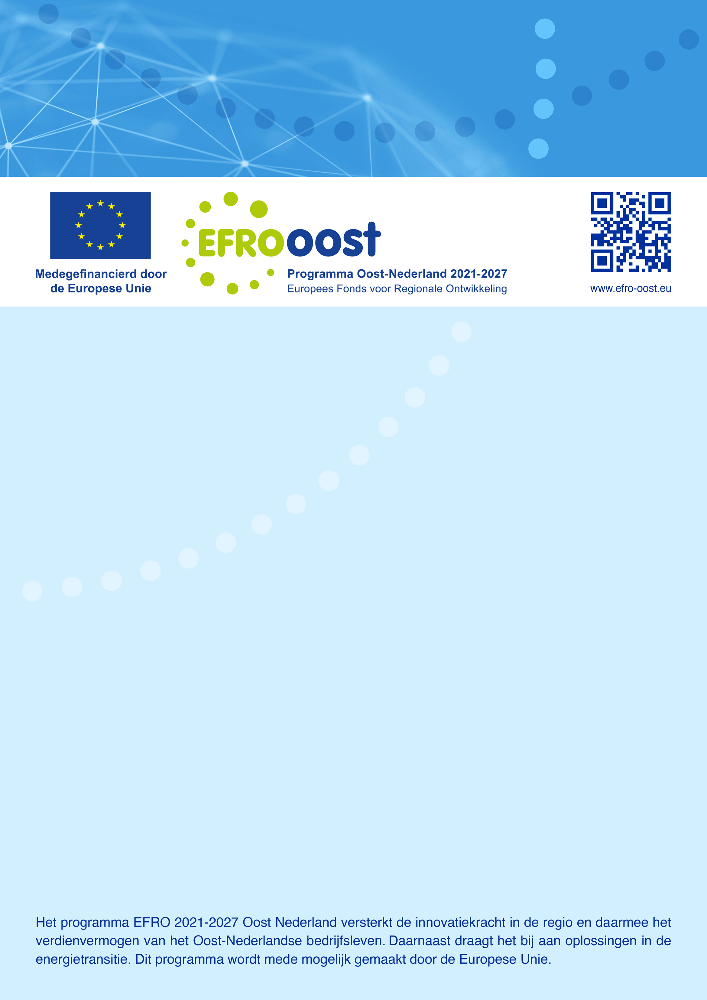 EFROoost
Medegefinancierd door
de Europese Unie
Programma Oost-Nederland 2021-2027
Europees Fonds voor Regionale Ontwikkeling
www.efro-oost.eu
Het programma EFRO 2021-2027 Oost Nederland versterkt de innovatiekracht in de regio en daarmee het
verdienvermogen van het Oost-Nederlandse bedrijfsleven. Daarnaast draagt het bij aan oplossingen in de
energietransitie. Dit programma wordt mede mogelijk gemaakt door de Europese Unie.